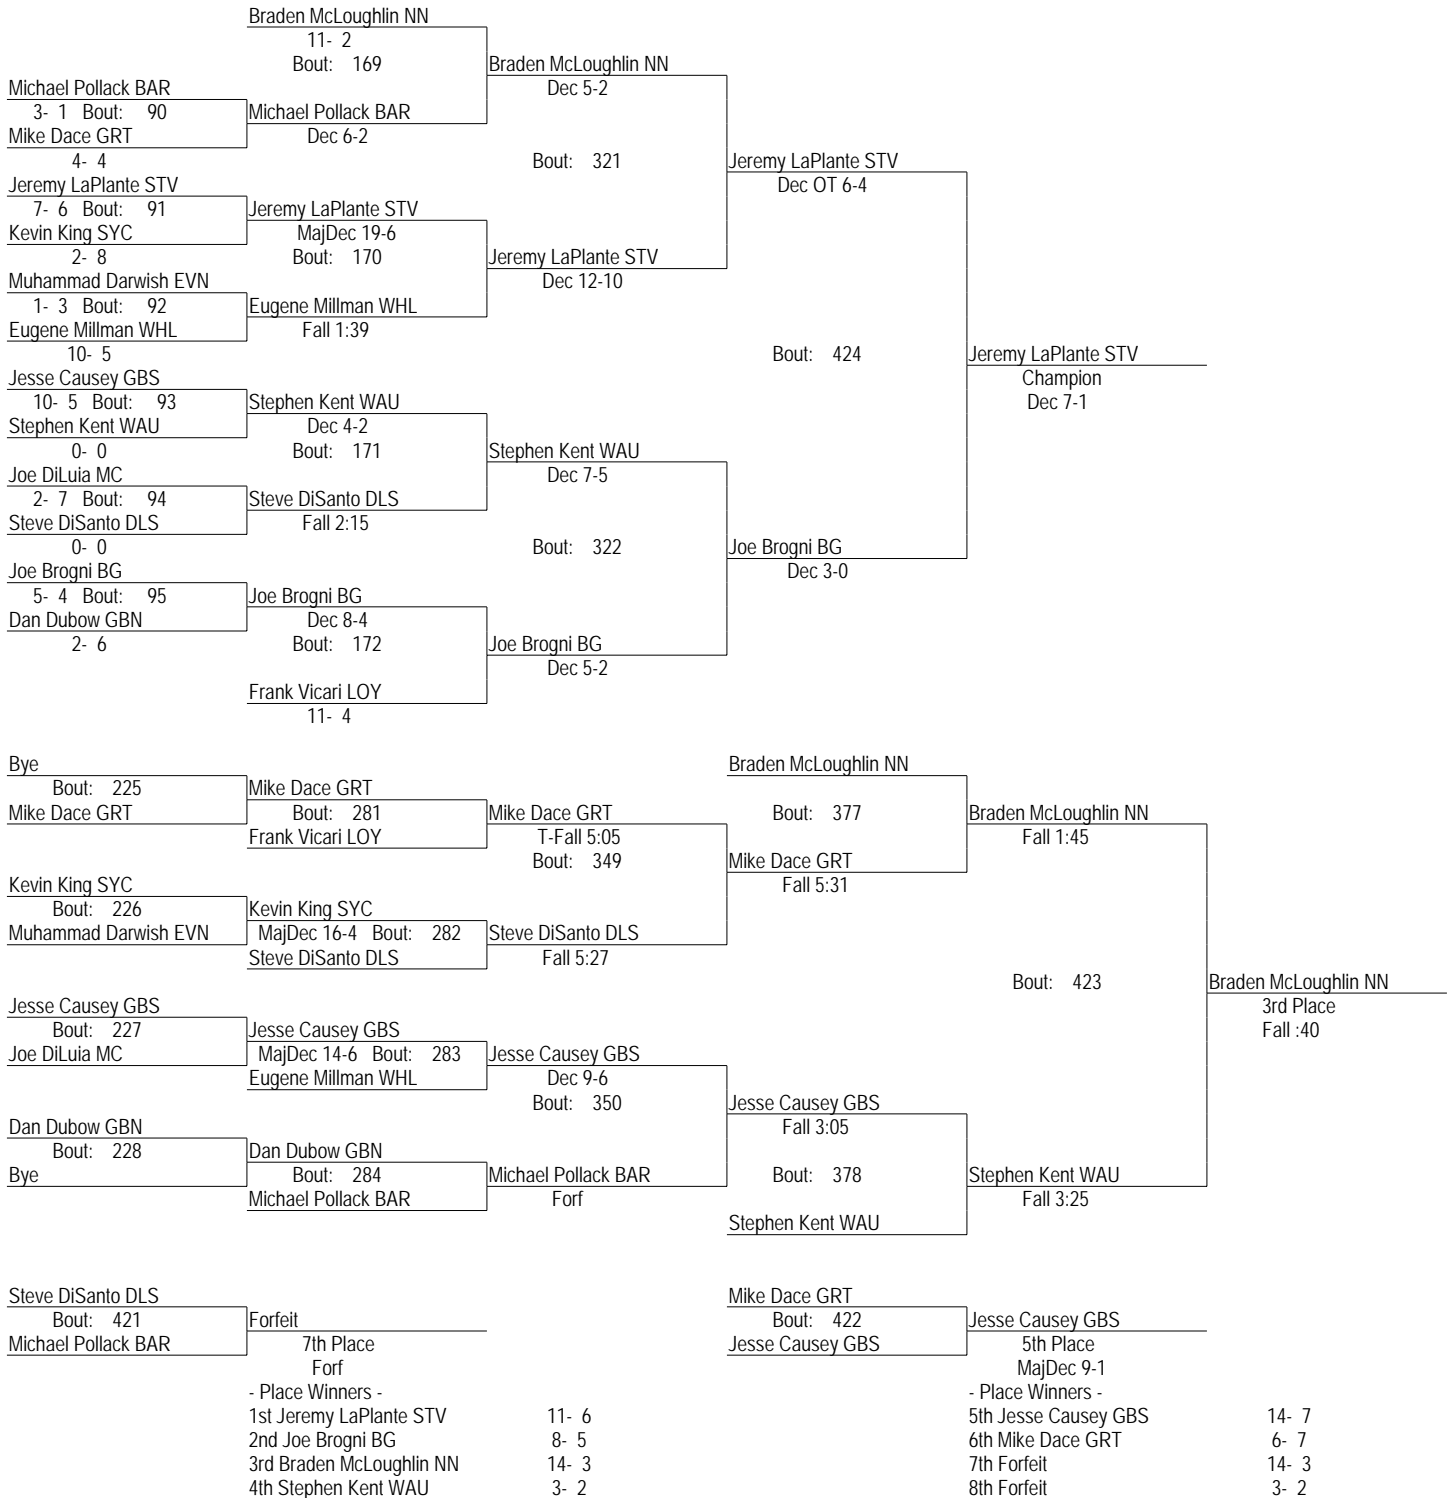 Braden McLoughlin NN
11- 2
Bout: 169 Braden McLoughlin NN
Michael Pollack BAR Dec 5-2
3- 1 Bout: 90 Michael Pollack BAR
Mike Dace GRT Dec 6-2
4- 4 Bout: 321 Jeremy LaPlante STV
Jeremy LaPlante STV Dec OT 6-4
7- 6 Bout: 91 Jeremy LaPlante STV
Kevin King SYC MajDec 19-6
2- 8 Bout: 170 Jeremy LaPlante STV
Muhammad Darwish EVN Dec 12-10
1- 3 Bout: 92 Eugene Millman WHL
Eugene Millman WHL Fall 1:39
10- 5 Bout: 424 Jeremy LaPlante STV
Jesse Causey GBS Champion
10- 5 Bout: 93 Stephen Kent WAU Dec 7-1
Stephen Kent WAU Dec 4-2
0- 0 Bout: 171 Stephen Kent WAU
Joe DiLuia MC Dec 7-5
2- 7 Bout: 94 Steve DiSanto DLS
Steve DiSanto DLS Fall 2:15
0- 0 Bout: 322 Joe Brogni BG
Joe Brogni BG Dec 3-0
5- 4 Bout: 95 Joe Brogni BG
Dan Dubow GBN Dec 8-4
2- 6 Bout: 172 Joe Brogni BG
Dec 5-2
Frank Vicari LOY
11- 4
Bye Braden McLoughlin NN
Bout: 225 Mike Dace GRT
Mike Dace GRT Bout: 281 Mike Dace GRT Bout: 377 Braden McLoughlin NN
Frank Vicari LOY T-Fall 5:05 Fall 1:45
Bout: 349 Mike Dace GRT
Kevin King SYC Fall 5:31
Bout: 226 Kevin King SYC
Muhammad Darwish EVN MajDec 16-4 Bout: 282 Steve DiSanto DLS
Steve DiSanto DLS Fall 5:27
Bout: 423 Braden McLoughlin NN
Jesse Causey GBS 3rd Place
Bout: 227 Jesse Causey GBS Fall :40
Joe DiLuia MC MajDec 14-6 Bout: 283 Jesse Causey GBS
Eugene Millman WHL Dec 9-6
Bout: 350 Jesse Causey GBS
Dan Dubow GBN Fall 3:05
Bout: 228 Dan Dubow GBN
Bye Bout: 284 Michael Pollack BAR Bout: 378 Stephen Kent WAU
Michael Pollack BAR Forf Fall 3:25
Stephen Kent WAU
Steve DiSanto DLS Mike Dace GRT
Bout: 421 Forfeit Bout: 422 Jesse Causey GBS
Michael Pollack BAR 7th Place Jesse Causey GBS 5th Place
Forf MajDec 9-1
- Place Winners - - Place Winners -
1st Jeremy LaPlante STV 11- 6 5th Jesse Causey GBS 14- 7
2nd Joe Brogni BG 8- 5 6th Mike Dace GRT 6- 7
3rd Braden McLoughlin NN 14- 3 7th Forfeit 14- 3
4th Stephen Kent WAU 3- 2 8th Forfeit 3- 2